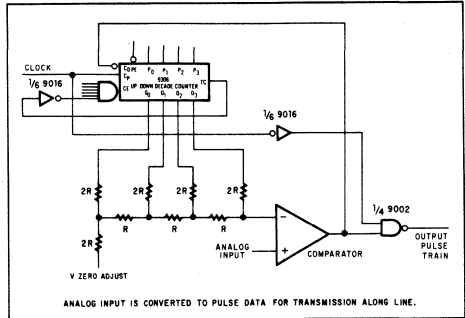 CLOCK
1/6 9016
C̅D PE P0 P1 P2 P3
CP 9306 TC
CE UP DOWN DECADE COUNTER
Q0 Q1 Q2 Q3
1/6 9016
2R 2R 2R 2R
R R R
2R
V ZERO ADJUST
ANALOG
INPUT
−
+
COMPARATOR
1/4 9002
OUTPUT
PULSE
TRAIN
ANALOG INPUT IS CONVERTED TO PULSE DATA FOR TRANSMISSION ALONG LINE.